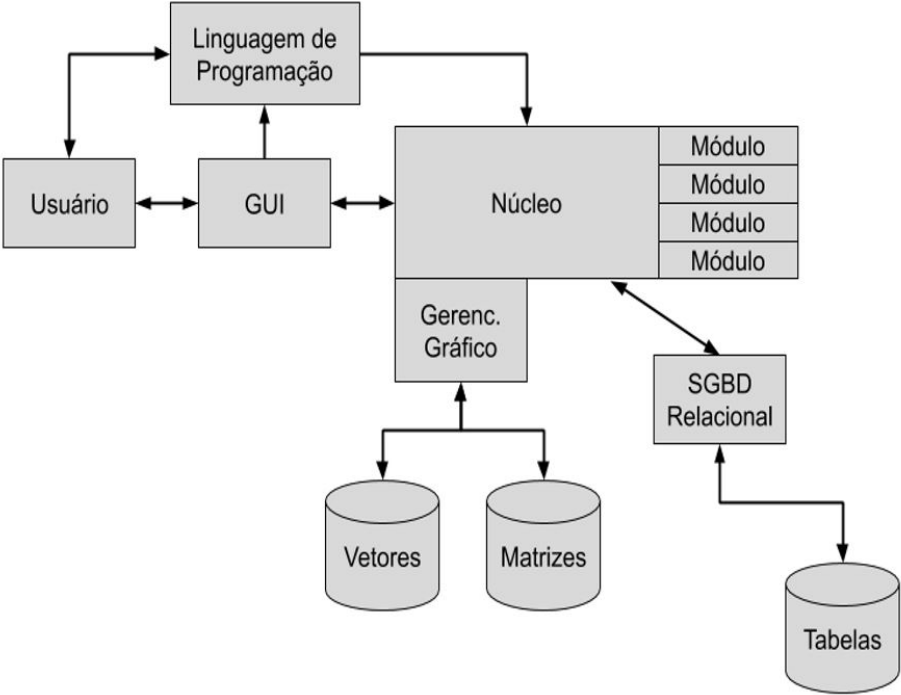 Linguagem de
Programação
Usuário
GUI
Núcleo
Módulo
Módulo
Módulo
Módulo
Gerenc.
Gráfico
SGBD
Relacional
Vetores
Matrizes
Tabelas